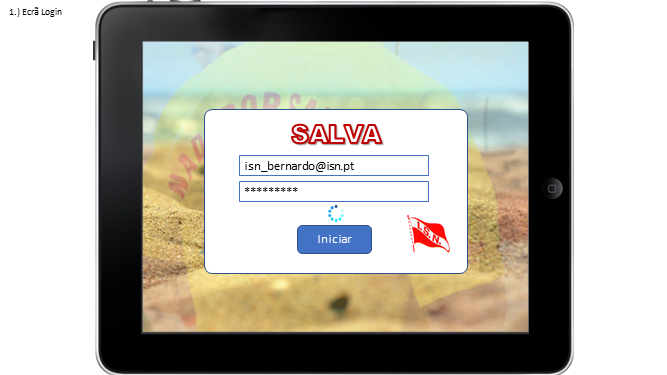 1.) Ecrã Login
SALVA
isn_bernardo@isn.pt
*********
Iniciar
I.S.N.